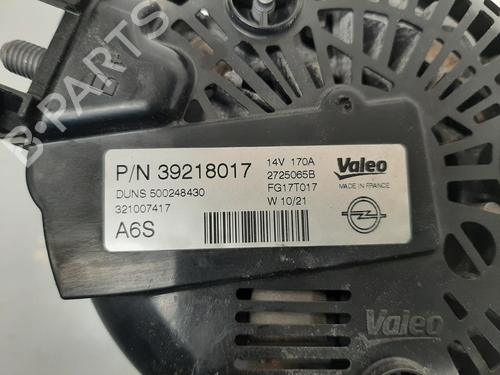 B-PARTS
P/N 39218017
14V 170A
Valeo
DUNS 500248430
2725065B
MADE IN FRANCE
321007417
FG17T017
A6S
W 10/21
Valeo